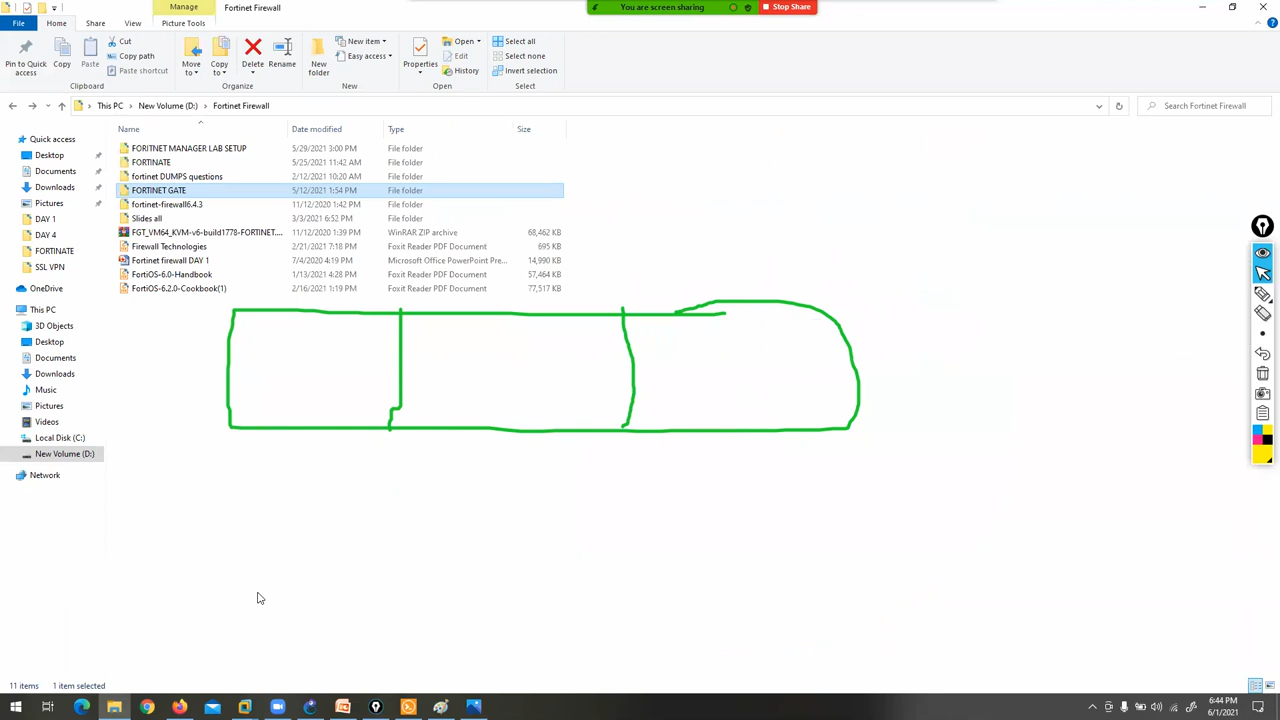 Manage
Fortinet Firewall
You are screen sharing
Stop Share
File
Home
Share
View
Picture Tools
Pin to Quick access
Copy
Paste
Cut
Copy path
Paste shortcut
Clipboard
Move to
Copy to
Delete
Rename
Organize
New folder
New item
Easy access
New
Properties
Open
Edit
History
Open
Select all
Select none
Invert selection
Select
This PC
New Volume (D:)
Fortinet Firewall
Search Fortinet Firewall
Name
Date modified
Type
Size
FORITNET MANAGER LAB SETUP 5/29/2021 3:00 PM File folder
FORTINATE 5/25/2021 11:42 AM File folder
fortinet DUMPS questions 2/12/2021 10:20 AM File folder
FORTINET GATE 5/12/2021 1:54 PM File folder
fortinet-firewall6.4.3 11/12/2020 1:42 PM File folder
Slides all 3/3/2021 6:52 PM File folder
FGT_VM64_KVM-v6-build1778-FORTINET.... 11/12/2020 1:39 PM WinRAR ZIP archive 68,462 KB
Firewall Technologies 2/21/2021 7:18 PM Foxit Reader PDF Document 695 KB
Fortinet firewall DAY 1 7/4/2020 4:19 PM Microsoft Office PowerPoint Pre... 14,990 KB
FortiOS-6.0-Handbook 1/13/2021 4:28 PM Foxit Reader PDF Document 57,464 KB
FortiOS-6.2.0-Cookbook(1) 2/16/2021 1:19 PM Foxit Reader PDF Document 77,517 KB
Quick access
Desktop
Documents
Downloads
Pictures
DAY 1
DAY 4
FORTINATE
SSL VPN
OneDrive
This PC
3D Objects
Desktop
Documents
Downloads
Music
Pictures
Videos
Local Disk (C:)
New Volume (D:)
Network
11 items
1 item selected
6:44 PM
6/1/2021